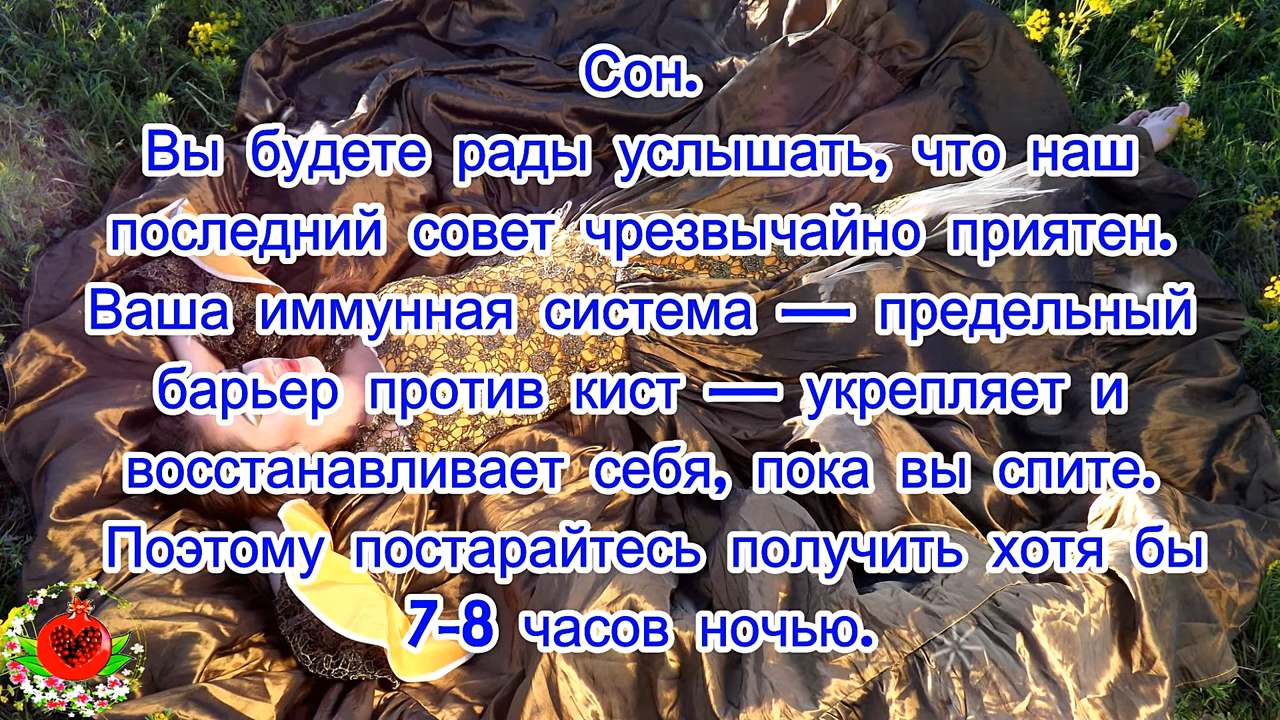 Сон.
Вы будете рады услышать, что наш
последний совет чрезвычайно приятен.
Ваша иммунная система — предельный
барьер против кист — укрепляет и
восстанавливает себя, пока вы спите.
Поэтому постарайтесь получить хотя бы
7-8 часов ночью.